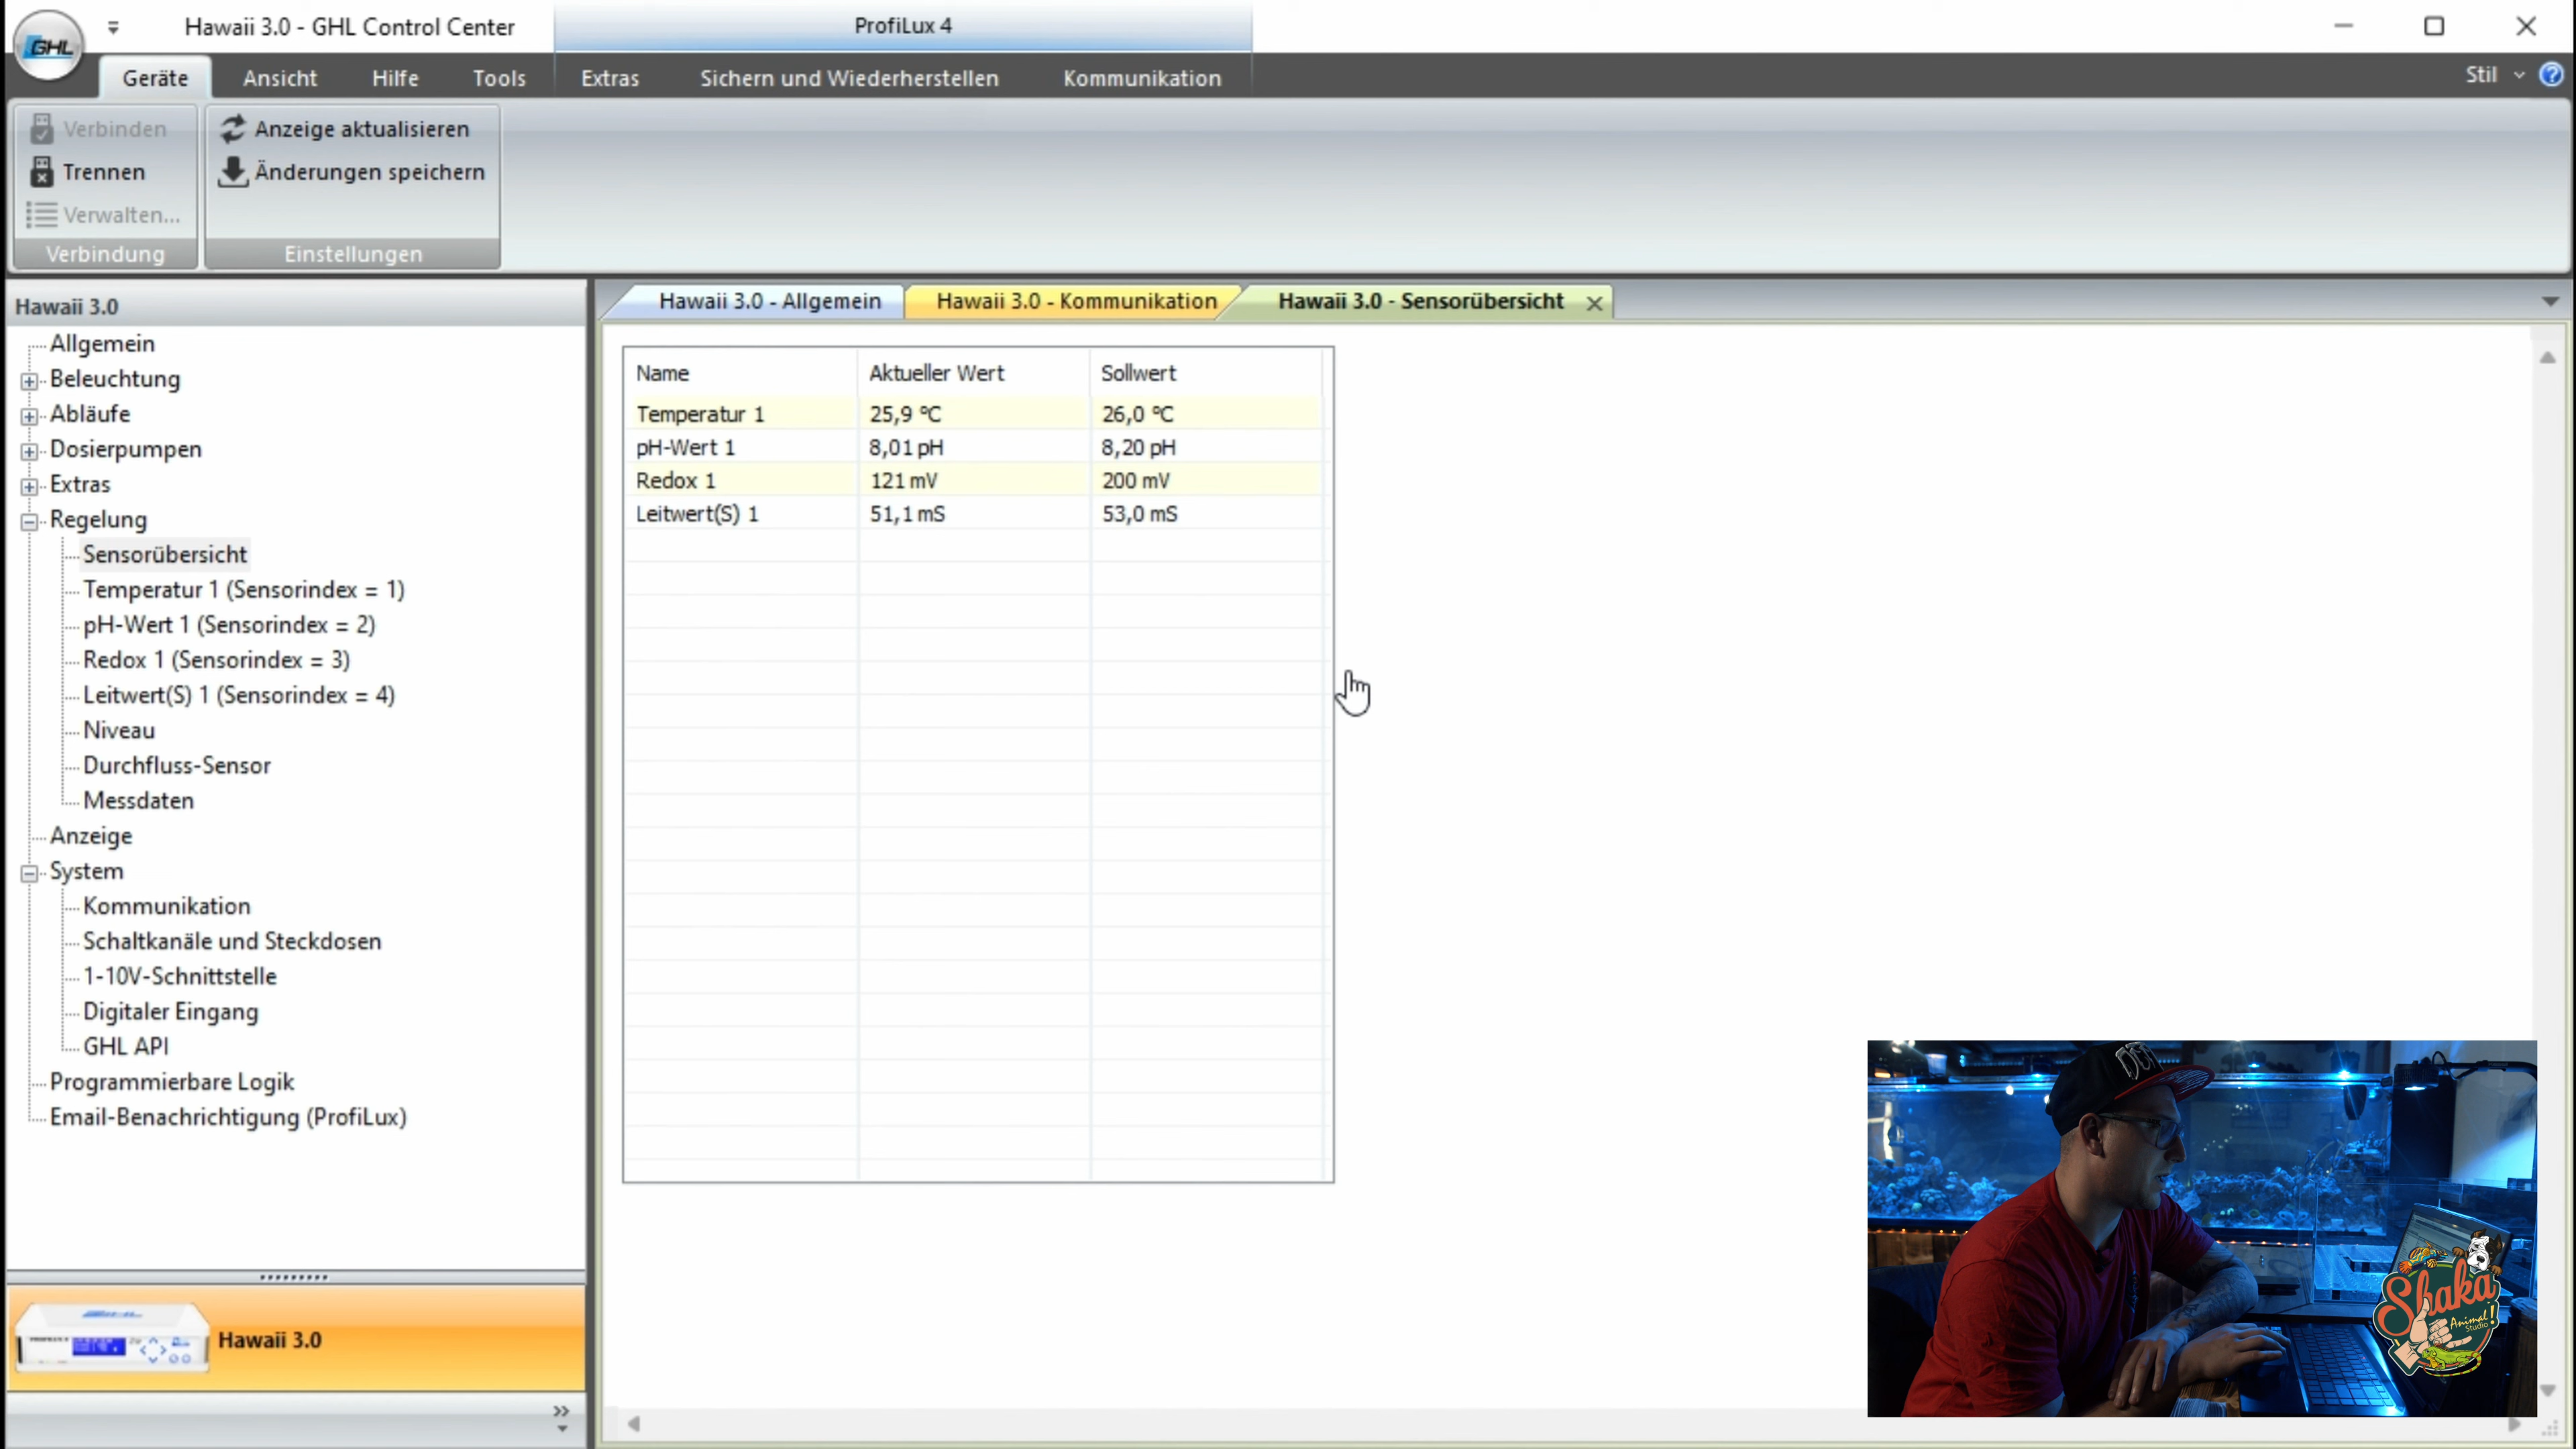 Hawaii 3.0 - GHL Control Center
ProfiLux 4
GHL
Geräte Ansicht Hilfe Tools Extras Sichern und Wiederherstellen Kommunikation Stil
Verbinden
Trennen
Verwalten...
Verbindung
Anzeige aktualisieren
Änderungen speichern
Einstellungen
Hawaii 3.0
Allgemein
Beleuchtung
Abläufe
Dosierpumpen
Extras
Regelung
Sensorübersicht
Temperatur 1 (Sensorindex = 1)
pH-Wert 1 (Sensorindex = 2)
Redox 1 (Sensorindex = 3)
Leitwert(S) 1 (Sensorindex = 4)
Niveau
Durchfluss-Sensor
Messdaten
Anzeige
System
Kommunikation
Schaltkanäle und Steckdosen
1-10V-Schnittstelle
Digitaler Eingang
GHL API
Programmierbare Logik
Email-Benachrichtigung (ProfiLux)
Hawaii 3.0
Hawaii 3.0 - Allgemein Hawaii 3.0 - Kommunikation Hawaii 3.0 - Sensorübersicht
Name Aktueller Wert Sollwert
Temperatur 1 25,9 °C 26,0 °C
pH-Wert 1 8,01 pH 8,20 pH
Redox 1 121 mV 200 mV
Leitwert(S) 1 51,1 mS 53,0 mS
Shaka
Animal
Studio
!